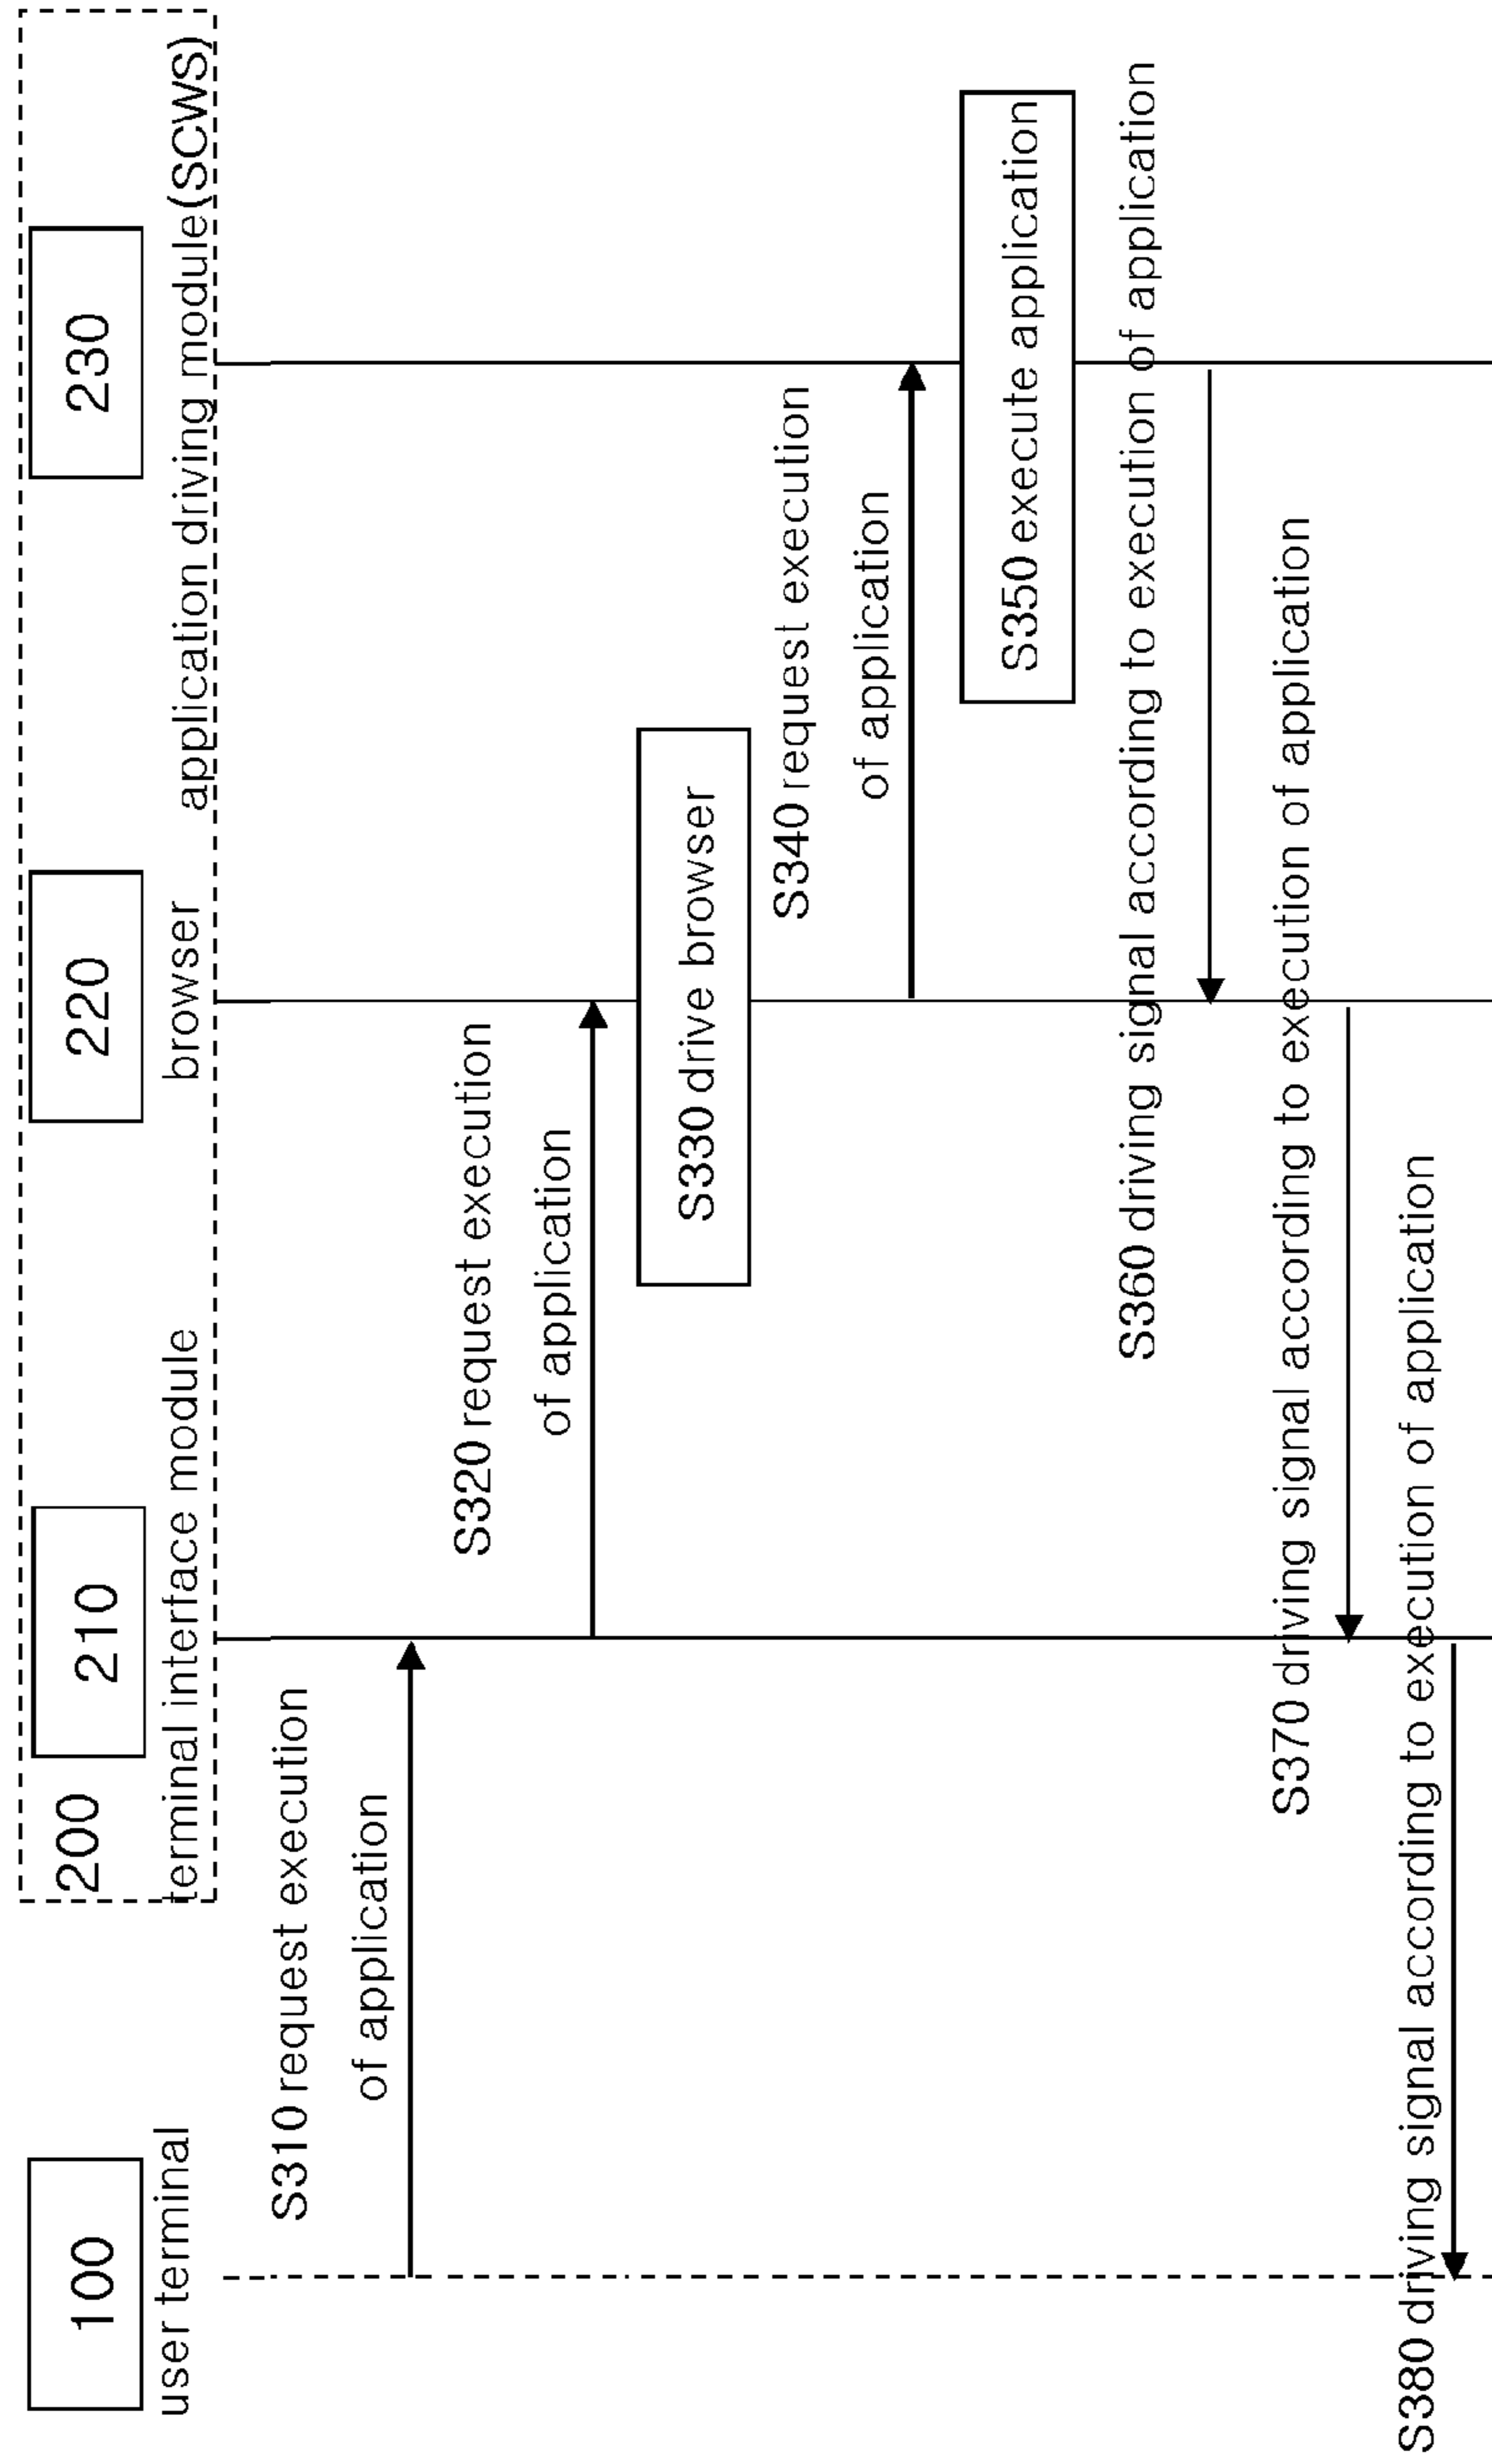 100
user terminal
200
210
terminal interface module
220
browser
230
application driving module(SCWS)
S310 request execution
of application
S320 request execution
of application
S330 drive browser
S340 request execution
of application
S350 execute application
S360 driving signal according to execution of application
S370 driving signal according to execution of application
S380 driving signal according to execution of application